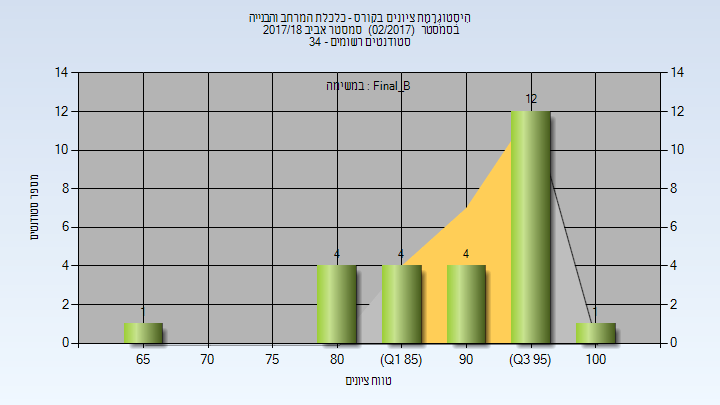 היסטוגרמת ציונים בקורס - כלכלת המרחב והבנייה
בסמסטר (02/2017) סמסטר אביב 2017/18
סטודנטים רשומים - 34
במשימה : Final_B
14 14
12 12
10 10
8 8
6 6
4 4
2 2
0 0
1 4 4 4 12 1
מספר סטודנטים
65 70 75 80 (Q1 85) 90 (Q3 95) 100
טווח ציונים